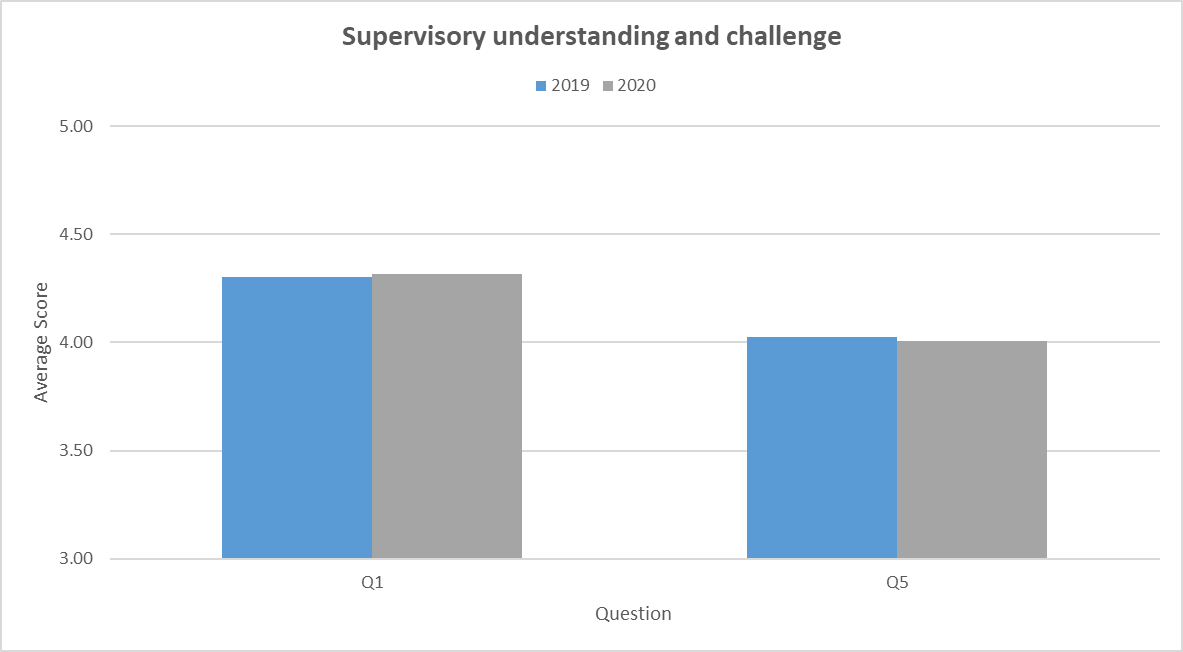 Supervisory understanding and challenge
2019 2020
5.00
4.50
4.00
3.50
3.00
Average Score
Q1 Q5
Question